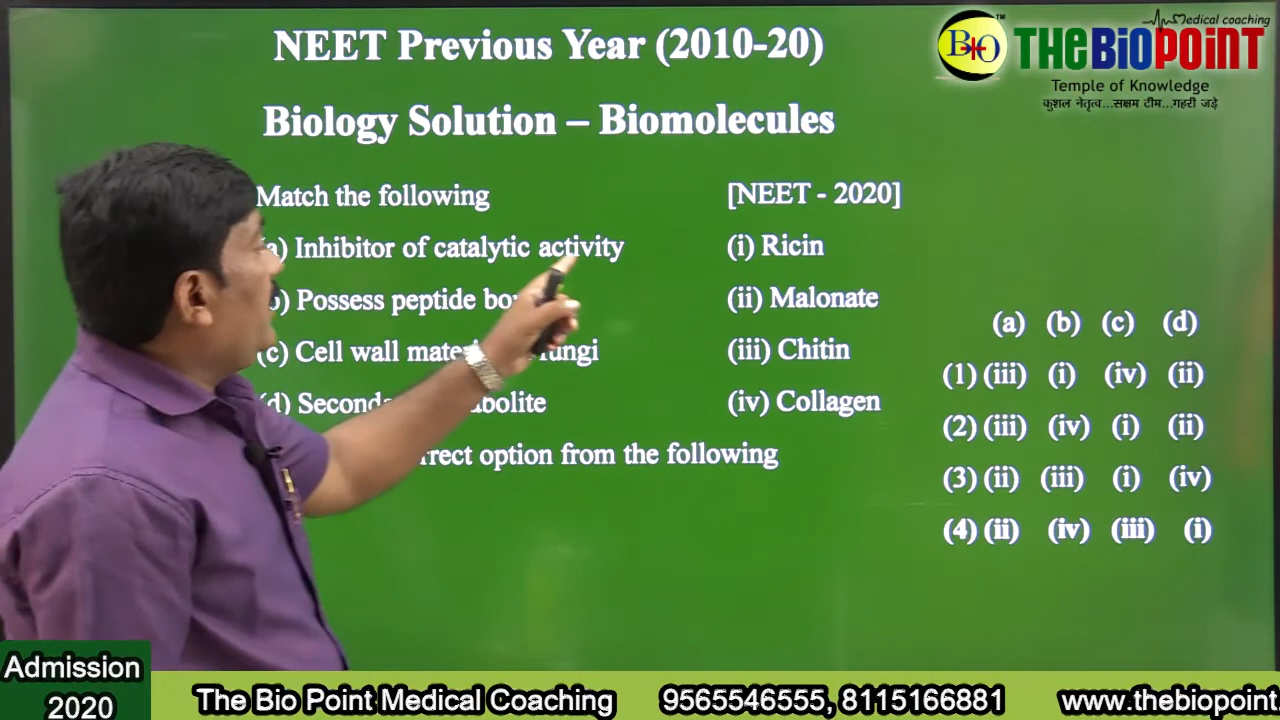 NEET Previous Year (2010-20)
Biology Solution – Biomolecules
Medical coaching
BIO THEBIOPOINT TM
Temple of Knowledge
कुशल नेतृत्व...सक्षम टीम...गहरी जड़े
Match the following [NEET - 2020]
a) Inhibitor of catalytic activity (i) Ricin
b) Possess peptide (ii) Malonate
(c) Cell wall fungi (iii) Chitin
(d) (iv) Collagen
option from the following
(a) (b) (c) (d)
(1) (iii) (i) (iv) (ii)
(2) (iii) (iv) (i) (ii)
(3) (ii) (iii) (i) (iv)
(4) (ii) (iv) (iii) (i)
Admission
2020
The Bio Point Medical Coaching 9565546555, 8115166881 www.thebiopoint.